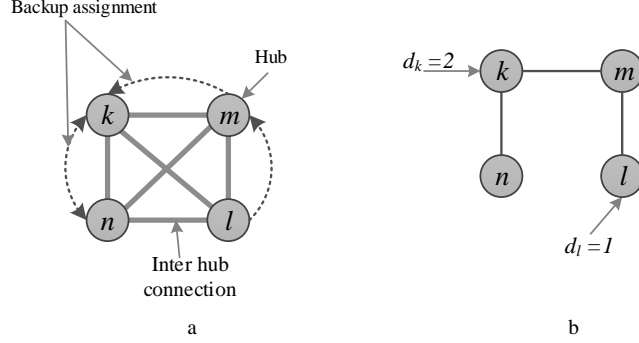 Backup assignment
Hub
k
m
n
l
Inter hub
connection
a
d_k =2
k
m
n
l
d_l =1
b